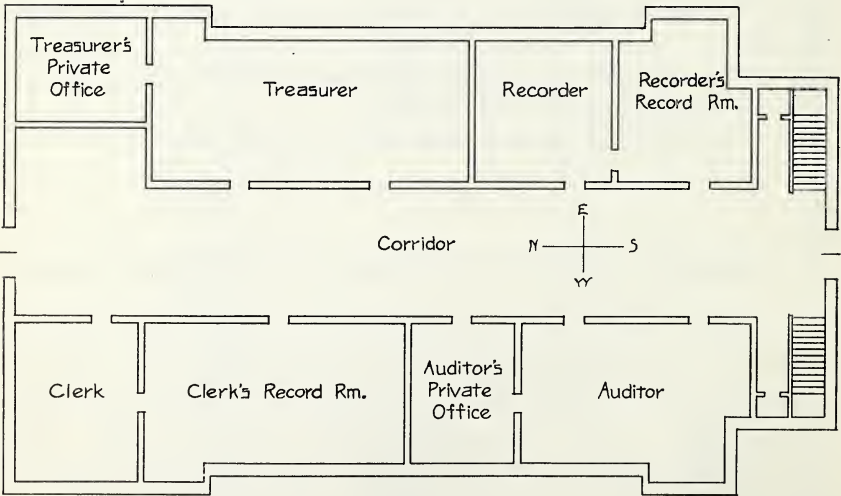 Treasurer's
Private
Office
Treasurer
Recorder
Recorder's
Record Rm.
Corridor
E
N
S
W
Clerk
Clerk's Record Rm.
Auditor's
Private
Office
Auditor